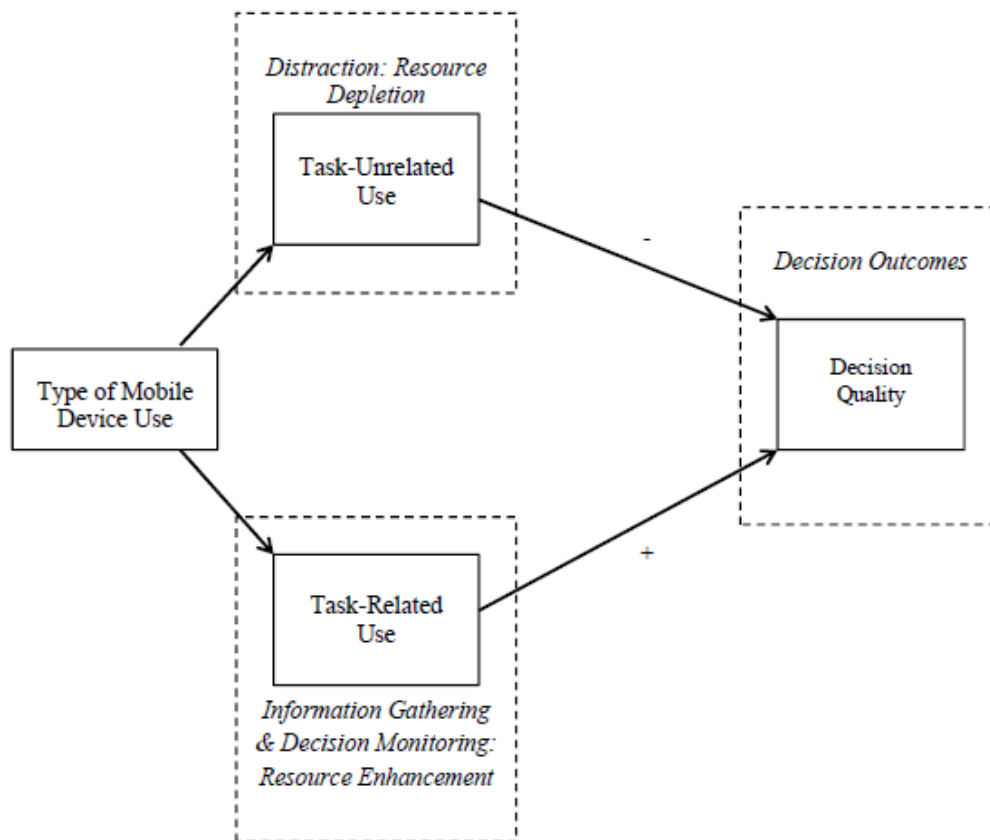 Distraction: Resource
Depletion
Task-Unrelated
Use
-
Decision Outcomes
Type of Mobile
Device Use
Decision
Quality
+
Task-Related
Use
Information Gathering
& Decision Monitoring:
Resource Enhancement